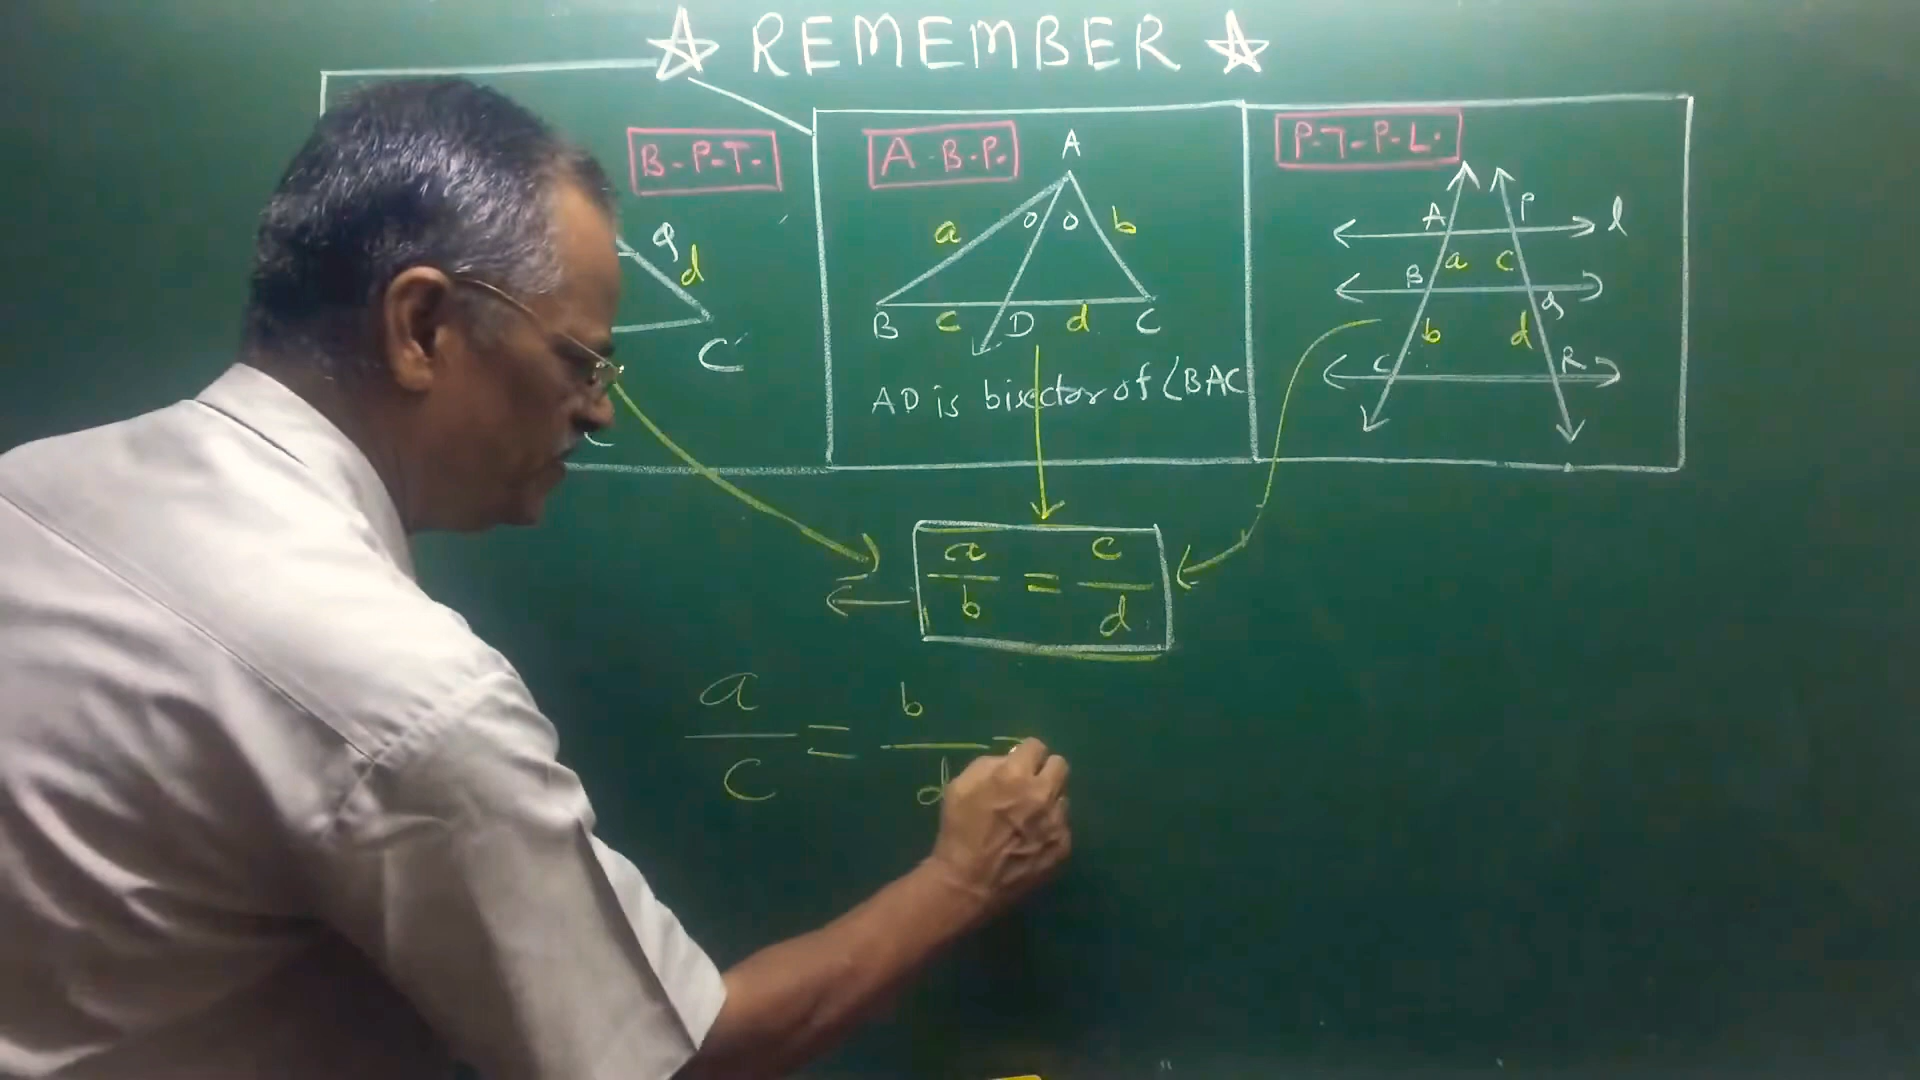 ☆ REMEMBER ☆
B-P-T-
Q
d
C
A-B-P-
A
a
o o
b
B c D d C
AD is bisector of ∠BAC
P-T-P-L-
A P l
a c
B Q
b d
C R
a/b = c/d
a/c = b/d =